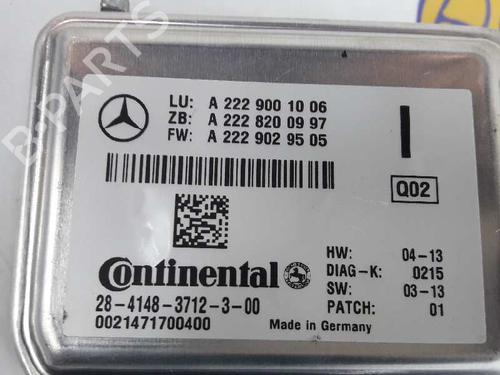 LU: A 222 900 10 06
ZB: A 222 820 09 97
FW: A 222 902 95 05
Q02
Continental
28-4148-3712-3-00
0021471700400
HW: 04-13
DIAG-K: 0215
SW: 03-13
PATCH: 01
Made in Germany
B-PARTS